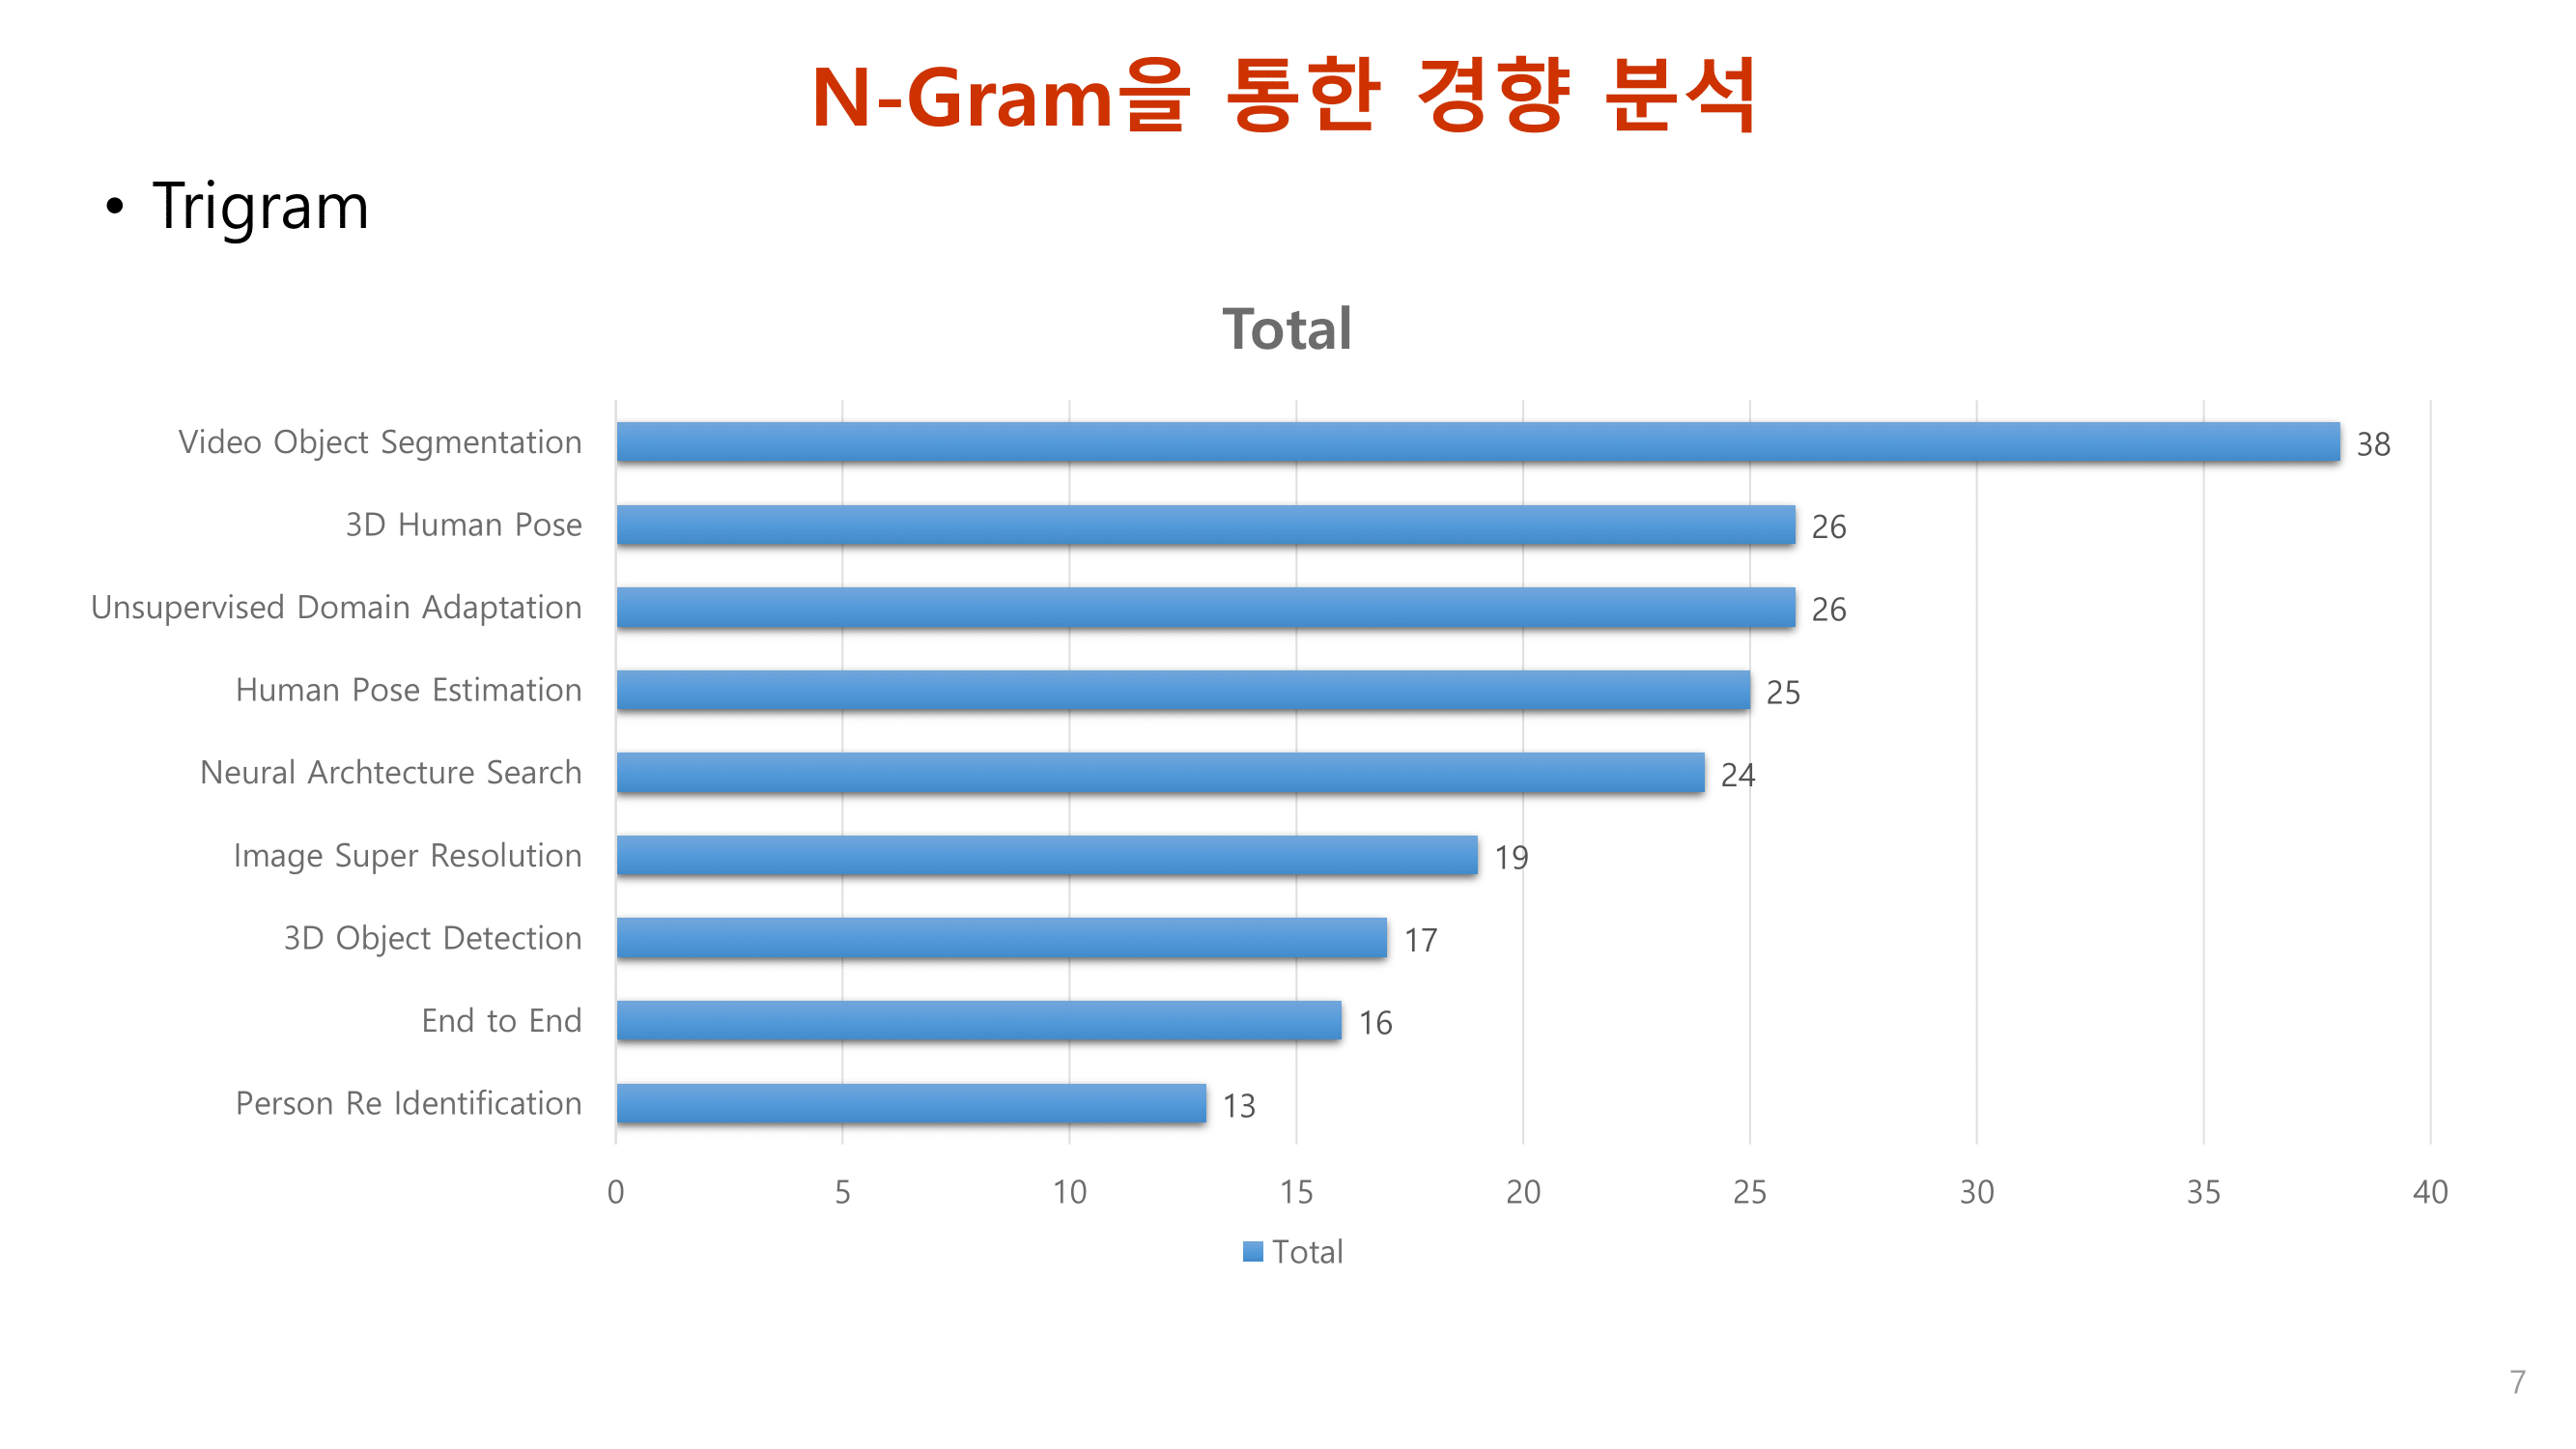 N-Gram을 통한 경향 분석
• Trigram
Total
Video Object Segmentation 38
3D Human Pose 26
Unsupervised Domain Adaptation 26
Human Pose Estimation 25
Neural Archtecture Search 24
Image Super Resolution 19
3D Object Detection 17
End to End 16
Person Re Identification 13
0 5 10 15 20 25 30 35 40
Total
7